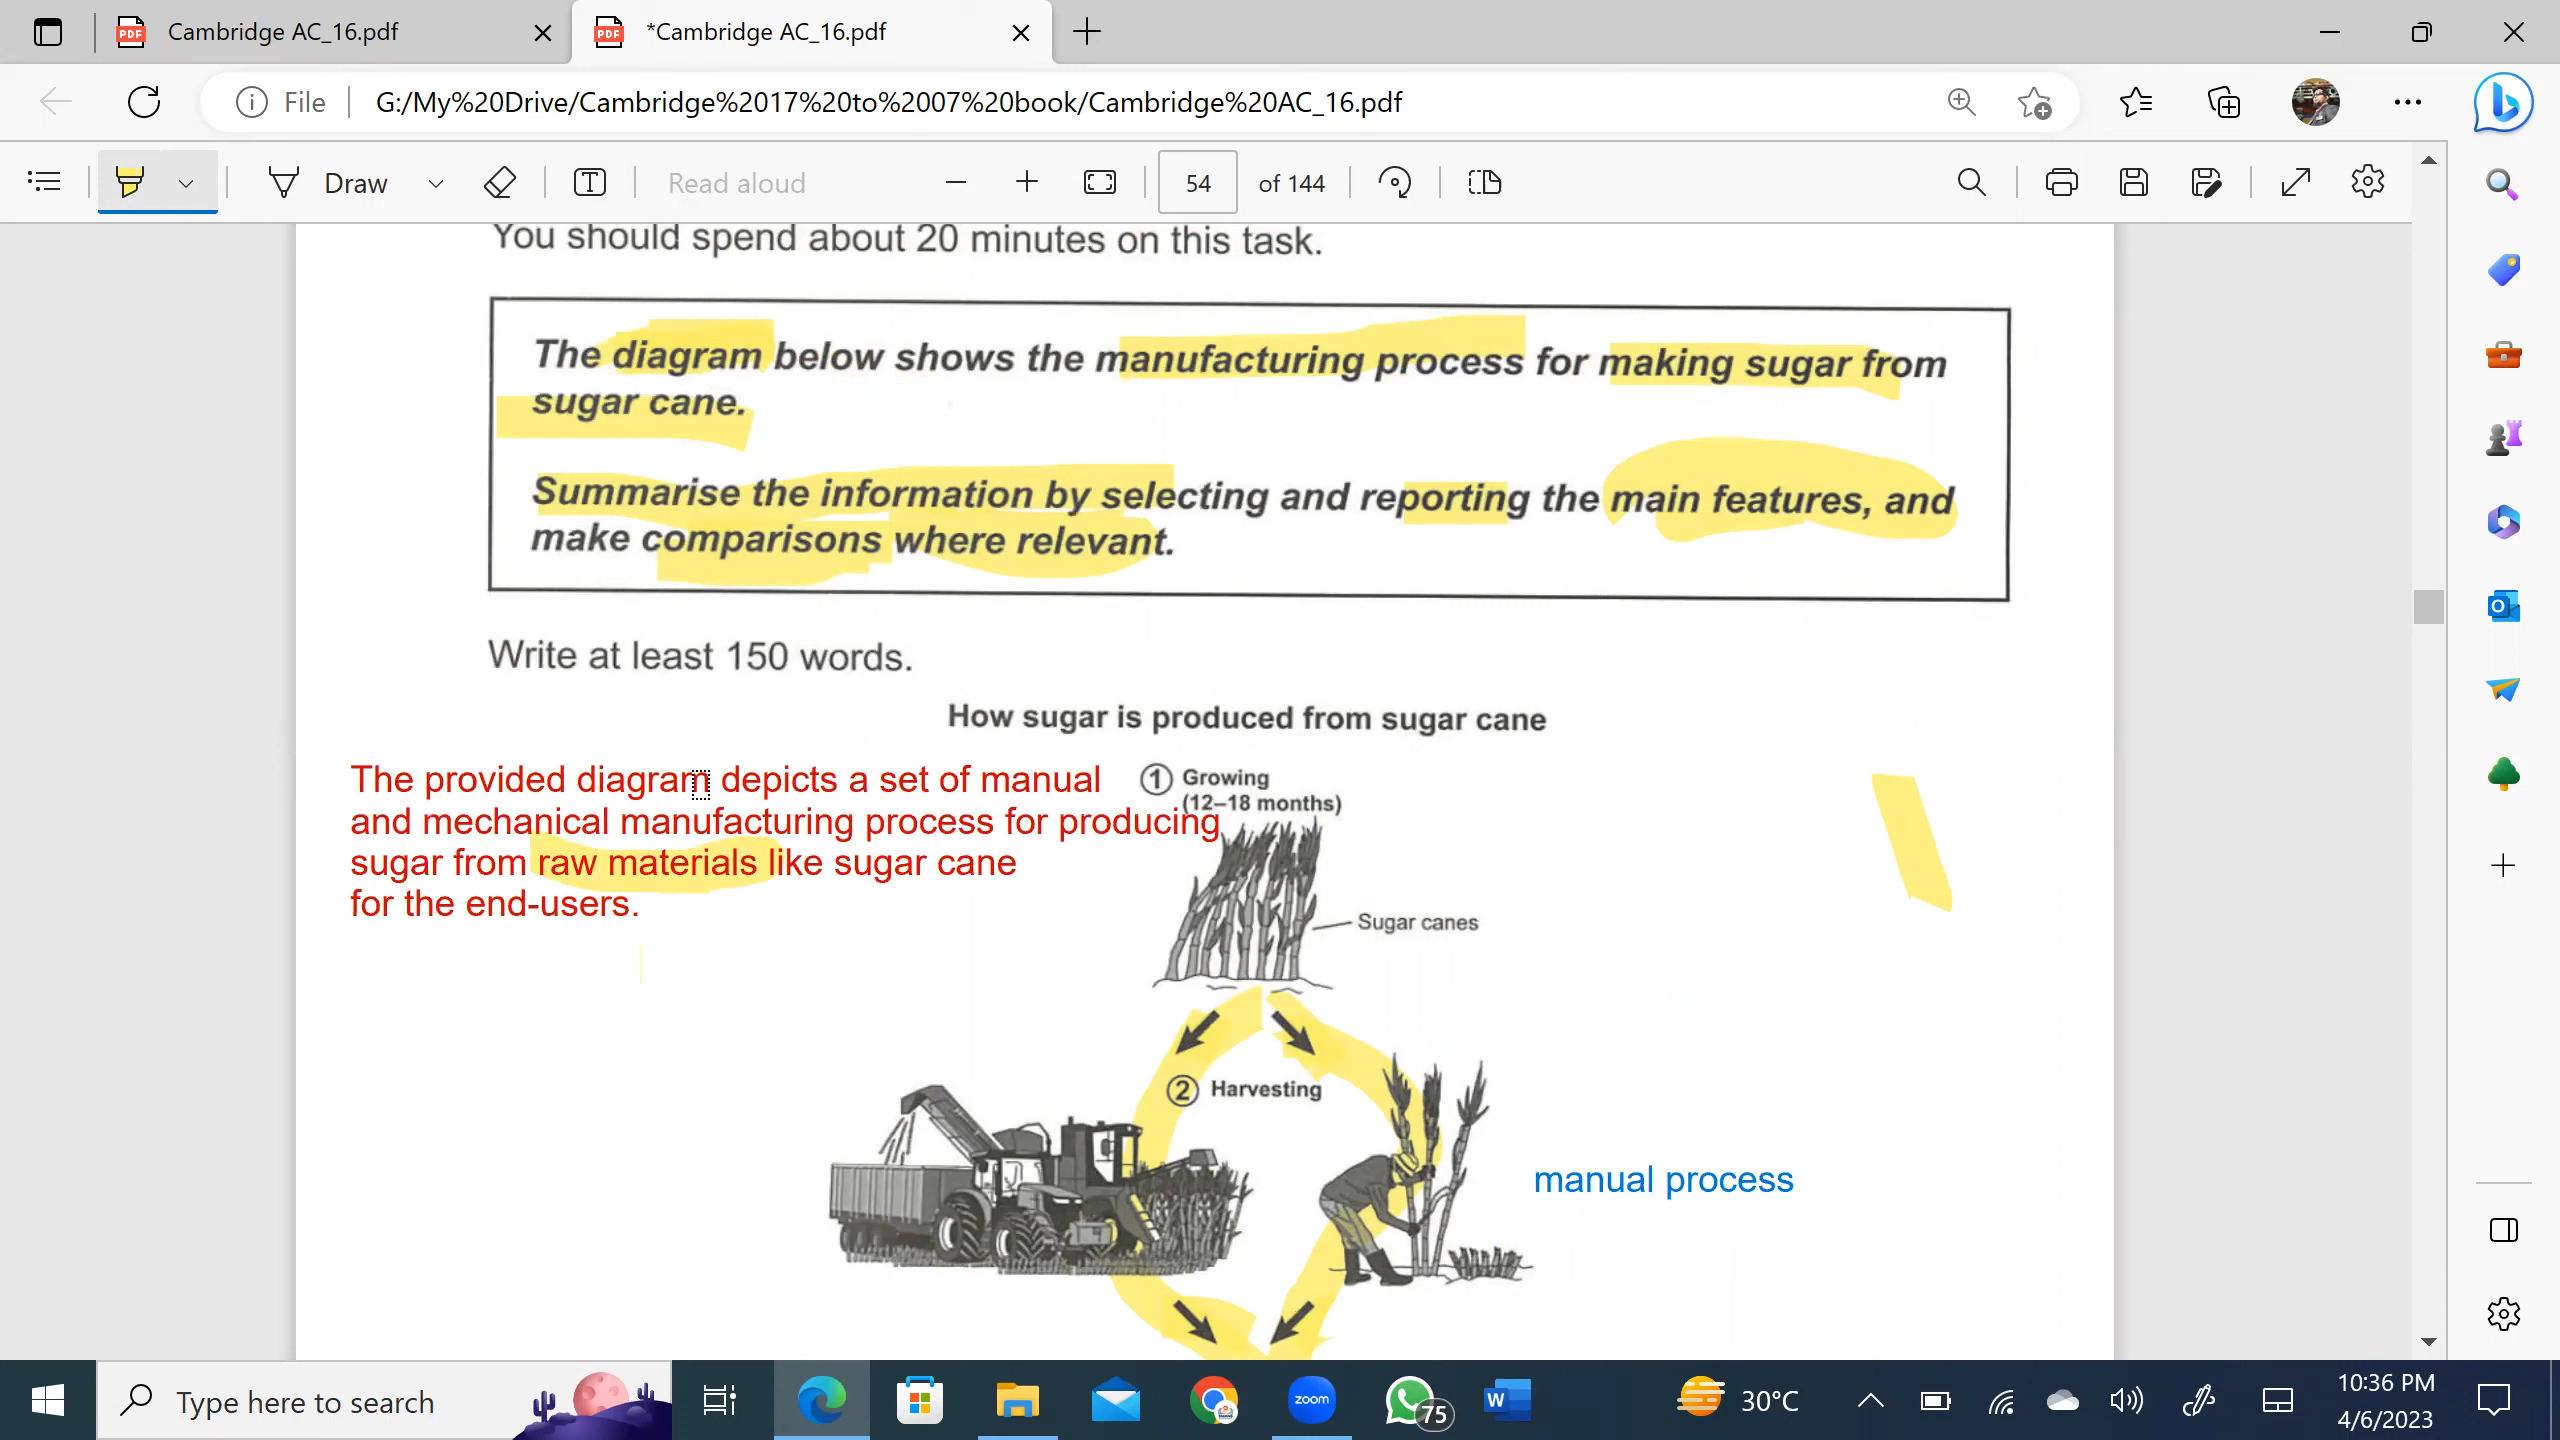 Cambridge AC_16.pdf
*Cambridge AC_16.pdf
File
G:/My%20Drive/Cambridge%2017%20to%2007%20book/Cambridge%20AC_16.pdf
Draw
Read aloud
54
of 144
You should spend about 20 minutes on this task.
The diagram below shows the manufacturing process for making sugar from
sugar cane.
Summarise the information by selecting and reporting the main features, and
make comparisons where relevant.
Write at least 150 words.
How sugar is produced from sugar cane
The provided diagram depicts a set of manual
and mechanical manufacturing process for producing
sugar from raw materials like sugar cane
for the end-users.
1 Growing
(12–18 months)
Sugar canes
2 Harvesting
manual process
Type here to search
zoom
75
30°C
10:36 PM
4/6/2023